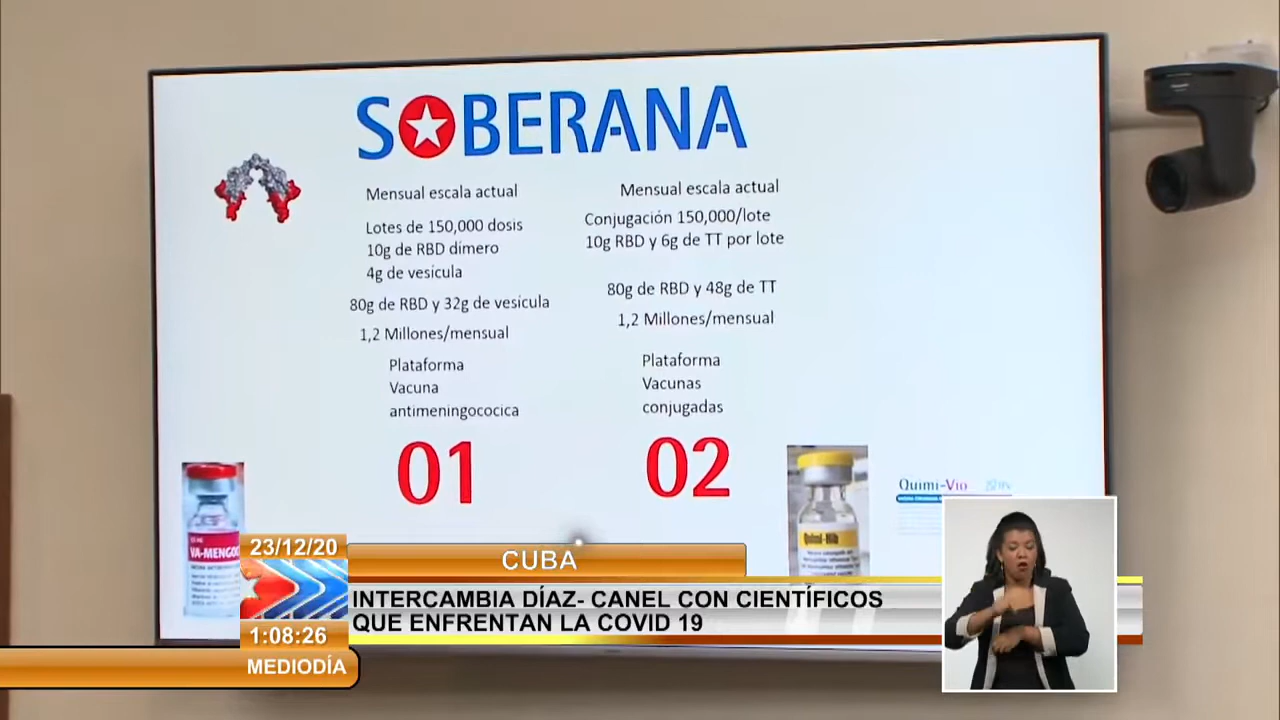 SOBERANA
Mensual escala actual
Lotes de 150,000 dosis
10g de RBD dimero
4g de vesícula
80g de RBD y 32g de vesícula
1,2 Millones/mensual
Plataforma
Vacuna
antimeningococica
01
Mensual escala actual
Conjugación 150,000/lote
10g RBD y 6g de TT por lote
80g de RBD y 48g de TT
1,2 Millones/mensual
Plataforma
Vacunas
conjugadas
02
VA-MENGOC
Quimi-Hib
Quimi-Vio
23/12/20
CUBA
INTERCAMBIA DÍAZ- CANEL CON CIENTÍFICOS
QUE ENFRENTAN LA COVID 19
1:08:26
MEDIODÍA